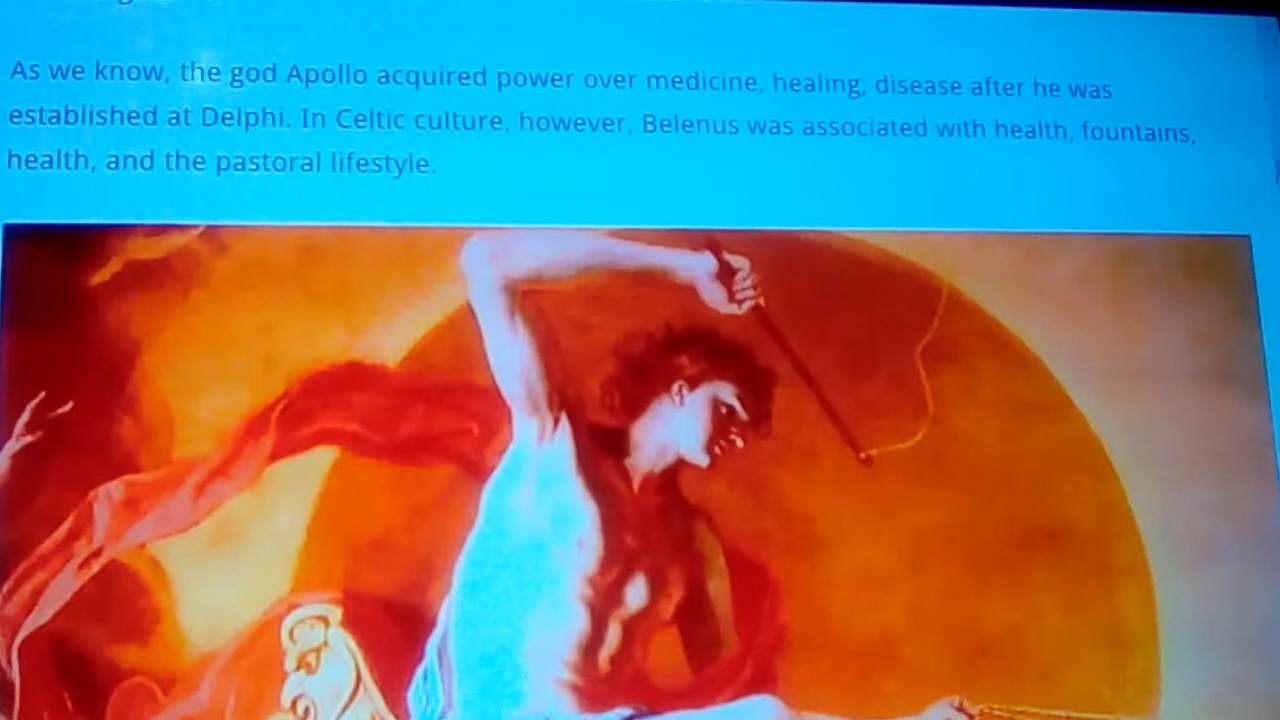 As we know, the god Apollo acquired power over medicine, healing, disease after he was
established at Delphi. In Celtic culture, however, Belenus was associated with health, fountains,
health, and the pastoral lifestyle.